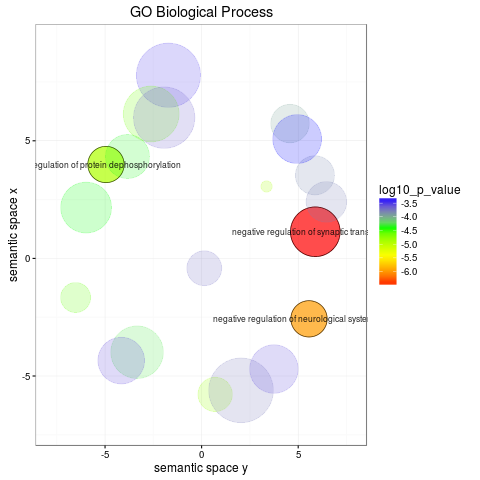 GO Biological Process
semantic space x
5
0
-5
egulation of protein dephosphorylation
negative regulation of synaptic trans
negative regulation of neurological syste
-5
0
5
semantic space y
log10_p_value
-3.5
-4.0
-4.5
-5.0
-5.5
-6.0